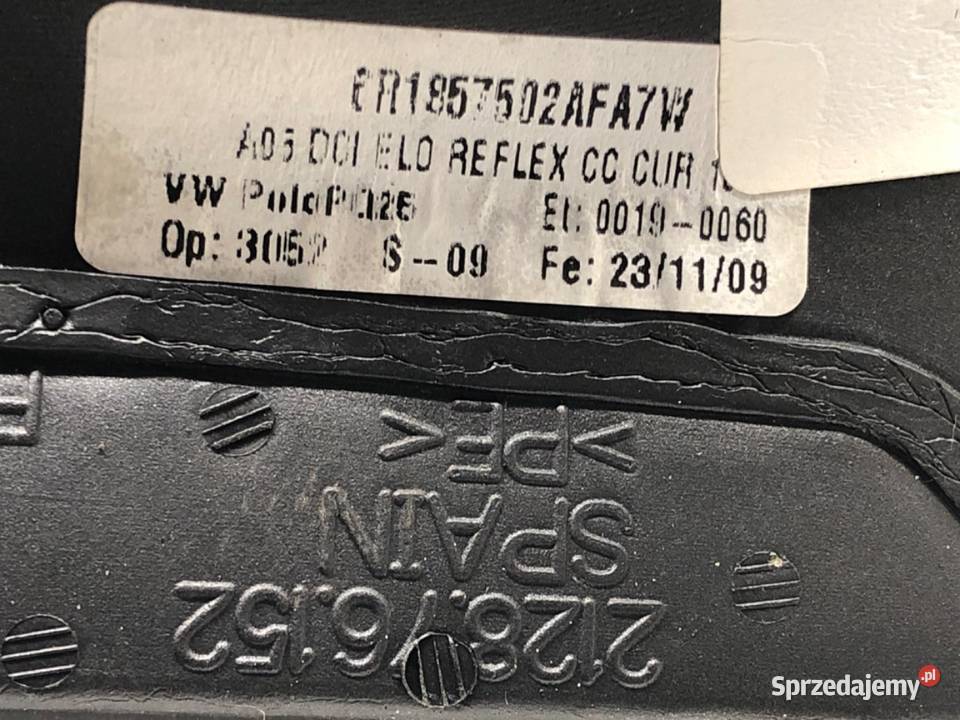 6R1857502AFA7W
A05 DCI ELO REFLEX CC CUR
VW PoloPQ25 Et: 0019--0060
Op: 3052 S--09 Fe: 23/11/09
>PE<
SPAIN
2128.76.152
Sprzedajemy.pl